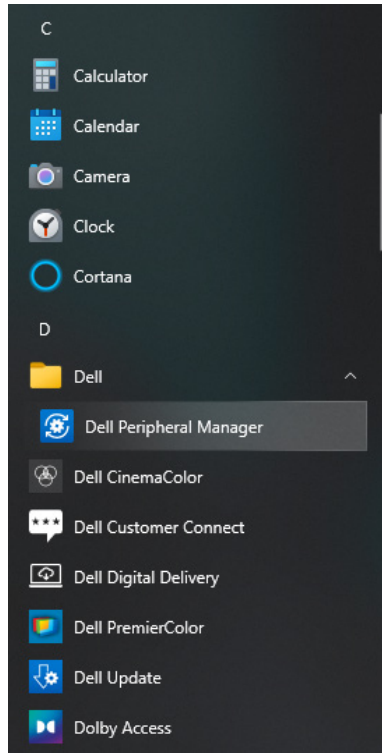 C
Calculator
Calendar
Camera
Clock
Cortana
D
Dell
Dell Peripheral Manager
Dell CinemaColor
Dell Customer Connect
Dell Digital Delivery
Dell PremierColor
Dell Update
Dolby Access